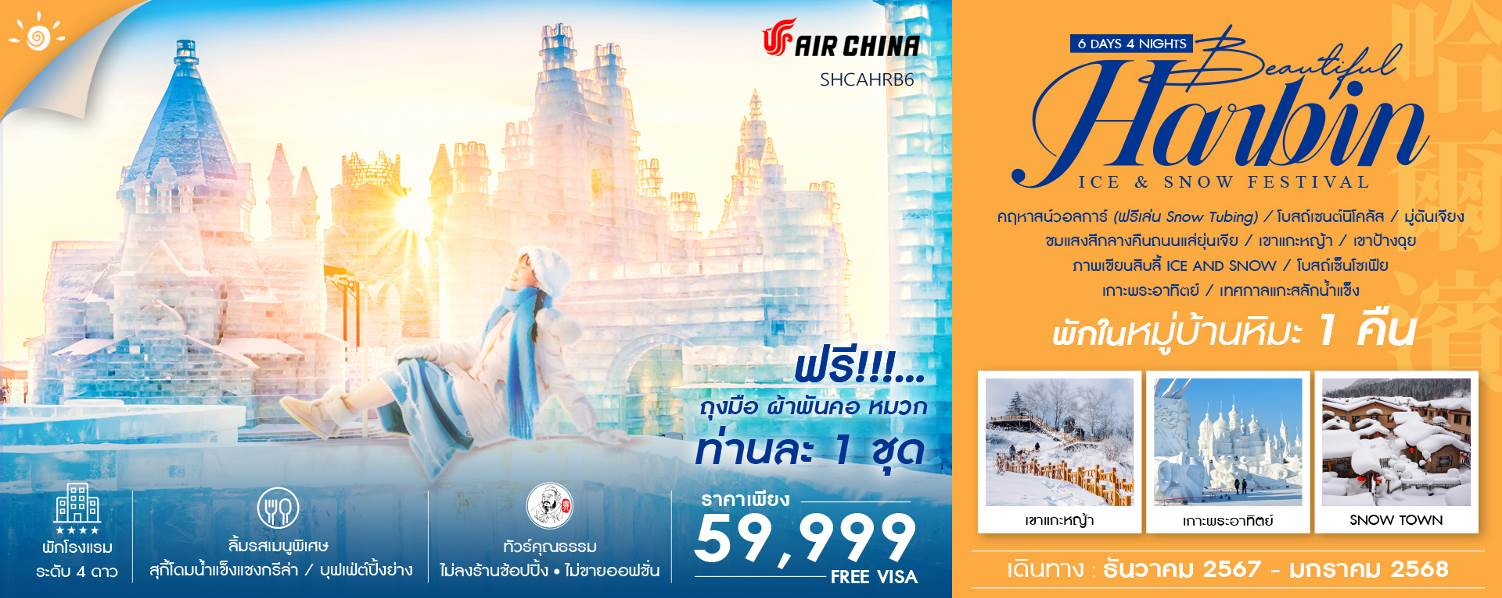 AIR CHINA
SHCAHRB6
ฟรี!!!...
ถุงมือ ผ้าพันคอ หมวก
ท่านละ 1 ชุด
★★★★
พักโรงแรม
ระดับ 4 ดาว
ลิ้มรสเมนูพิเศษ
สุกี้โดมน้ำแข็งแชงกรีล่า / บุฟเฟ่ต์ปิ้งย่าง
ทัวร์คุณธรรม
ไม่ลงร้านช้อปปิ้ง • ไม่ขายออฟชั่น
ราคาเพียง
59,999
FREE VISA
6 DAYS 4 NIGHTS
Beautiful
Harbin
ICE & SNOW FESTIVAL
哈爾濱
คฤหาสน์วอลการ์ (ฟรีเล่น Snow Tubing) / โบสถ์เซนต์นิโคลัส / มู่ตันเจียง
ชมแสงสีกลางคืนถนนแส่ยุ่นเจีย / เขาแกะหญ้า / เขาป้างฉุย
ภาพเขียนสิบลี้ ICE AND SNOW / โบสถ์เซ็นโซเฟีย
เกาะพระอาทิตย์ / เทศกาลแกะสลักน้ำแข็ง
พักในหมู่บ้านหิมะ 1 คืน
เขาแกะหญ้า
เกาะพระอาทิตย์
SNOW TOWN
เดินทาง : ธันวาคม 2567 - มกราคม 2568